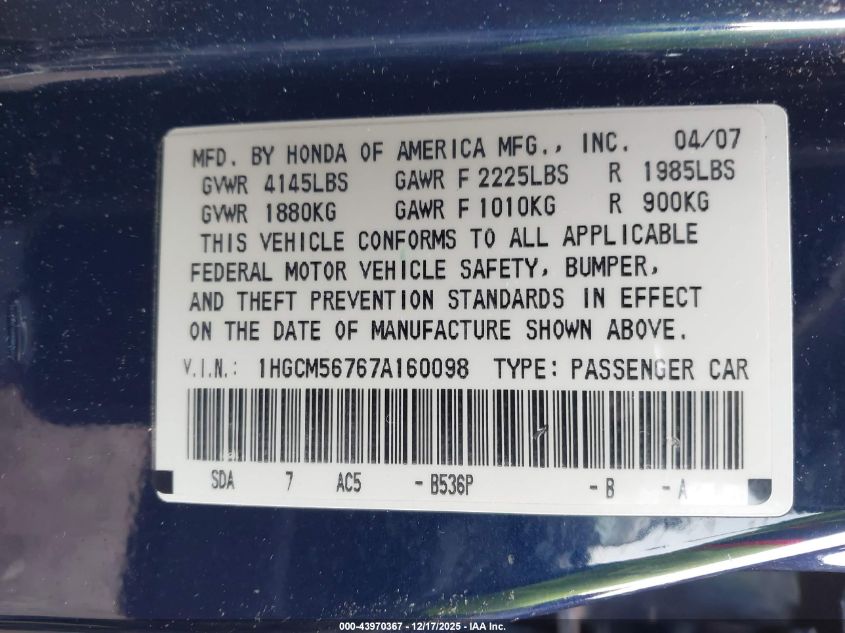 MFD. BY HONDA OF AMERICA MFG., INC. 04/07
GVWR 4145LBS GAWR F 2225LBS R 1985LBS
GVWR 1880KG GAWR F 1010KG R 900KG
THIS VEHICLE CONFORMS TO ALL APPLICABLE
FEDERAL MOTOR VEHICLE SAFETY, BUMPER,
AND THEFT PREVENTION STANDARDS IN EFFECT
ON THE DATE OF MANUFACTURE SHOWN ABOVE.
V.I.N.: 1HGCM56767A160098 TYPE: PASSENGER CAR
SDA 7 AC5 -B536P -B -A
000-43970367 - 12/17/2025 - IAA Inc.